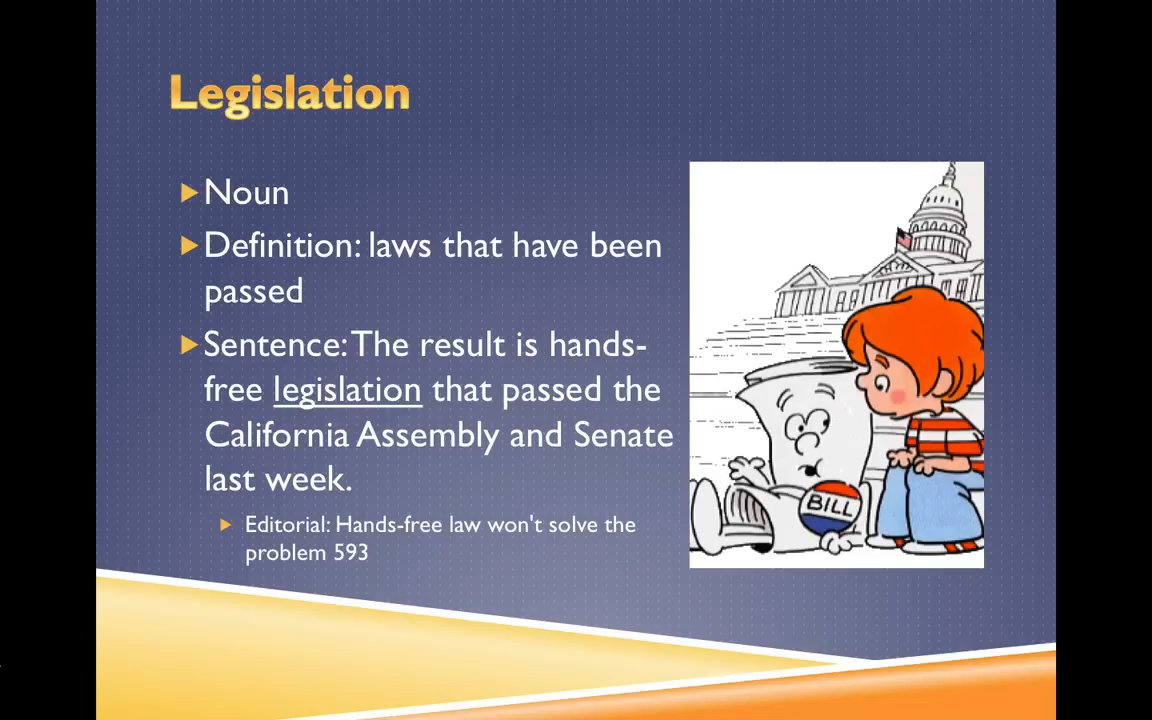 Legislation
Noun
Definition: laws that have been
passed
Sentence: The result is hands-
free legislation that passed the
California Assembly and Senate
last week.
Editorial: Hands-free law won't solve the
problem 593
BILL